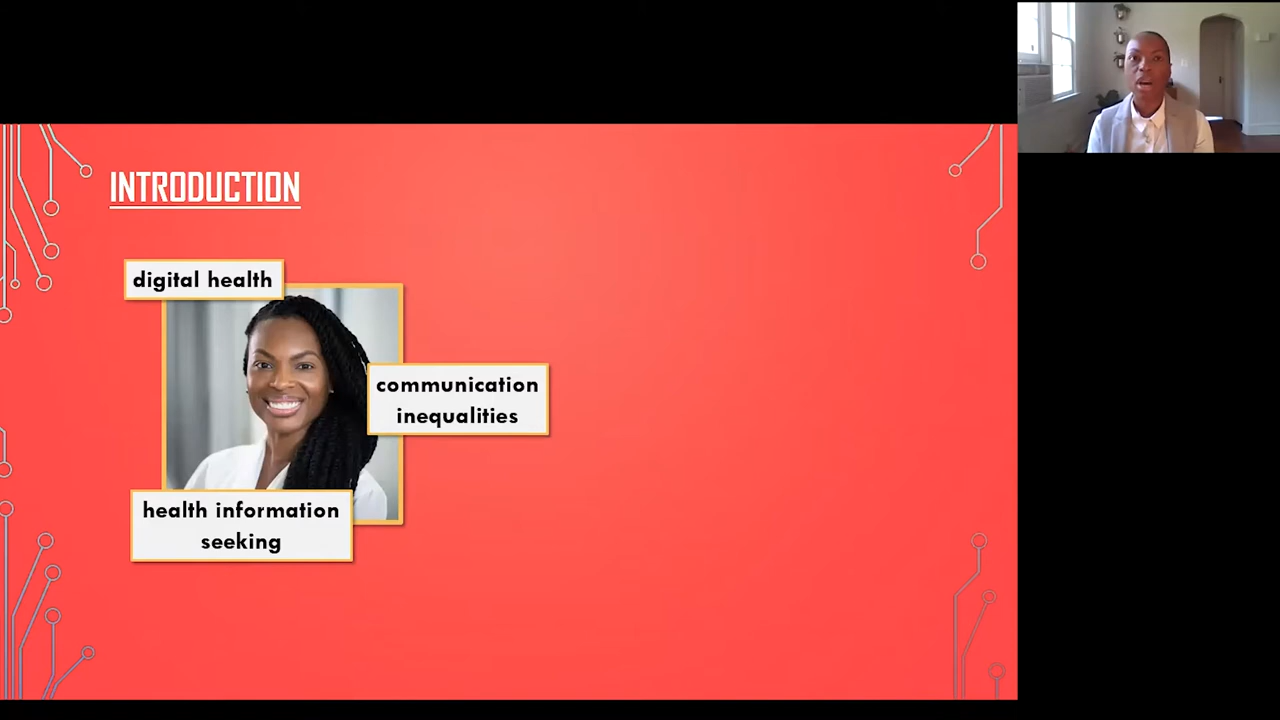 INTRODUCTION
digital health
communication
inequalities
health information
seeking